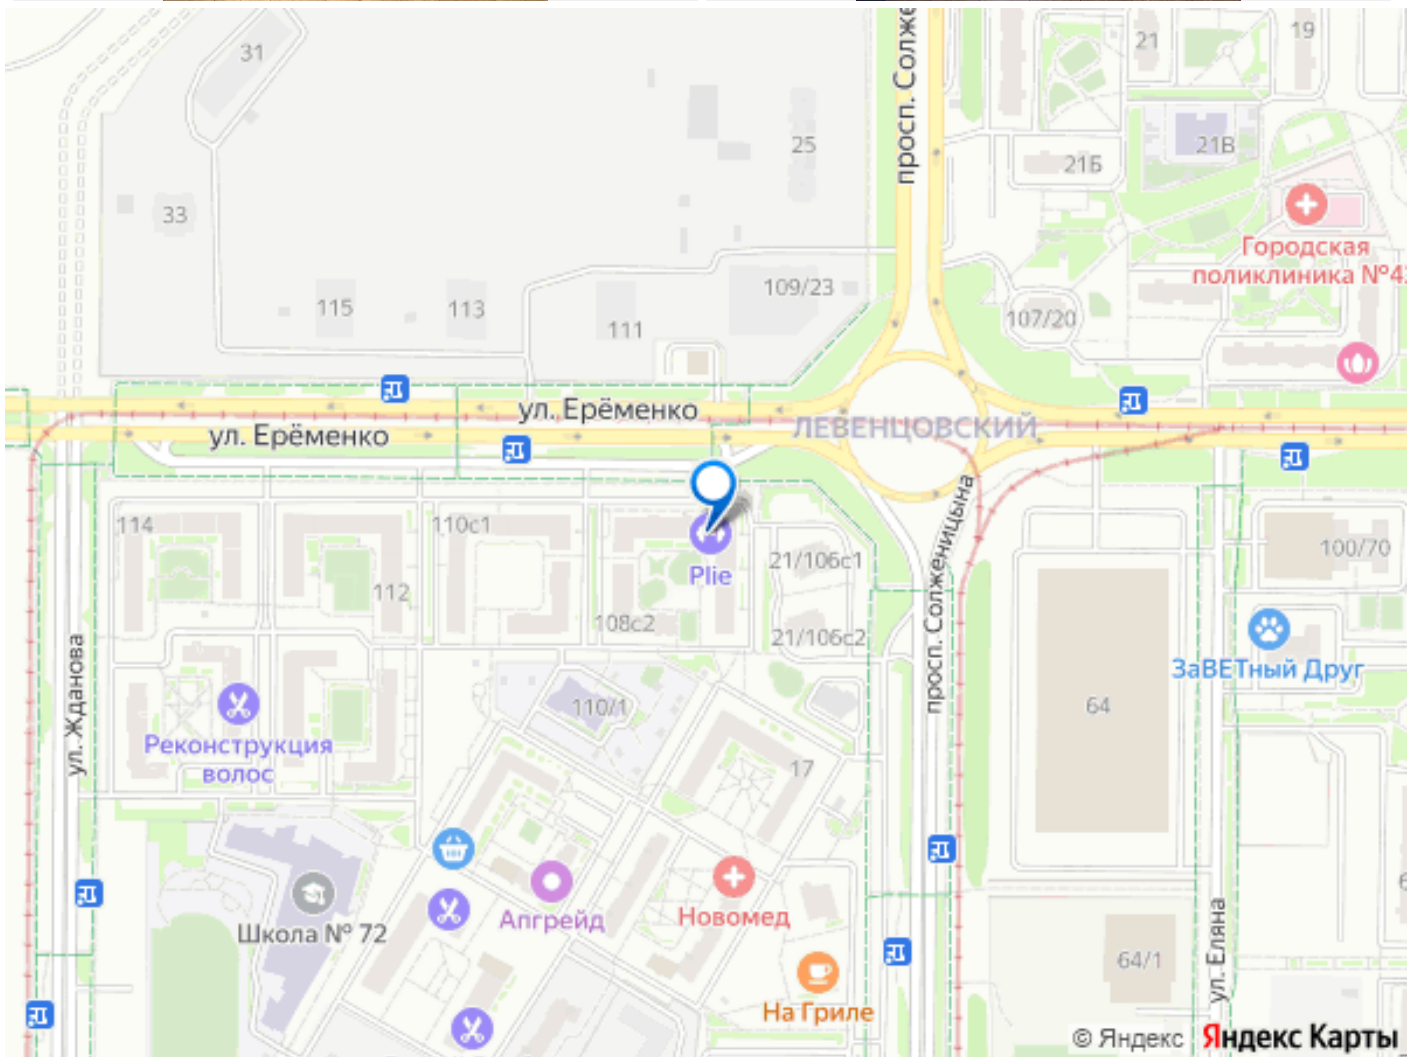 31
просп. Солже
21
19
25
21В
21Б
33
Городская
поликлиника №4
109/23
115
113
107/20
111
ул. Ерёменко
ЛЕВЕНЦОВСКИЙ
ул. Ерёменко
114
110с1
100/70
21/106с1
Plie
112
108с2
просп. Солженицына
21/106с2
ЗаВЕТный Друг
ул. Жданова
64
110/1
Реконструкция
волос
17
Апгрейд
Новомед
Школа № 72
64/1
ул. Еляна
На Гриле
© Яндекс
Яндекс Карты